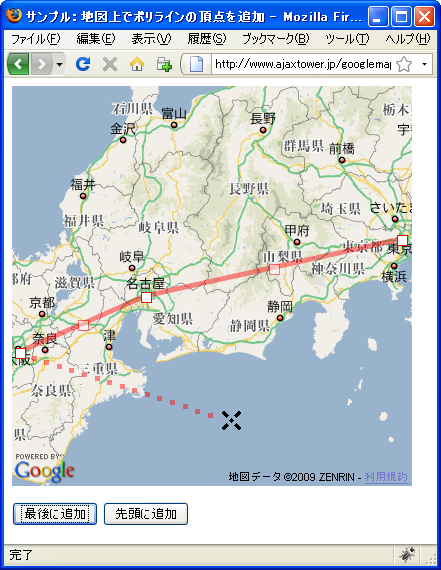 サンプル: 地図上でポリラインの頂点を追加 - Mozilla Fir...
ファイル(F) 編集(E) 表示(V) 履歴(S) ブックマーク(B) ツール(T) ヘルプ(H)
http://www.ajaxtower.jp/googlemap
石川県
富山
長野
栃木
金沢
群馬県
前橋
宇
長野県
福井
岐阜県
埼玉県
さいたま
福井県
甲府
山梨県
東京都
東京
岐阜
神奈川県
滋賀県
名古屋
横浜
都府
京都
静岡
愛知県
静岡県
奈良
津
阪
三重県
奈良県
県
POWERED BY
Google
地図データ ©2009 ZENRIN - 利用規約
最後に追加 先頭に追加
完了